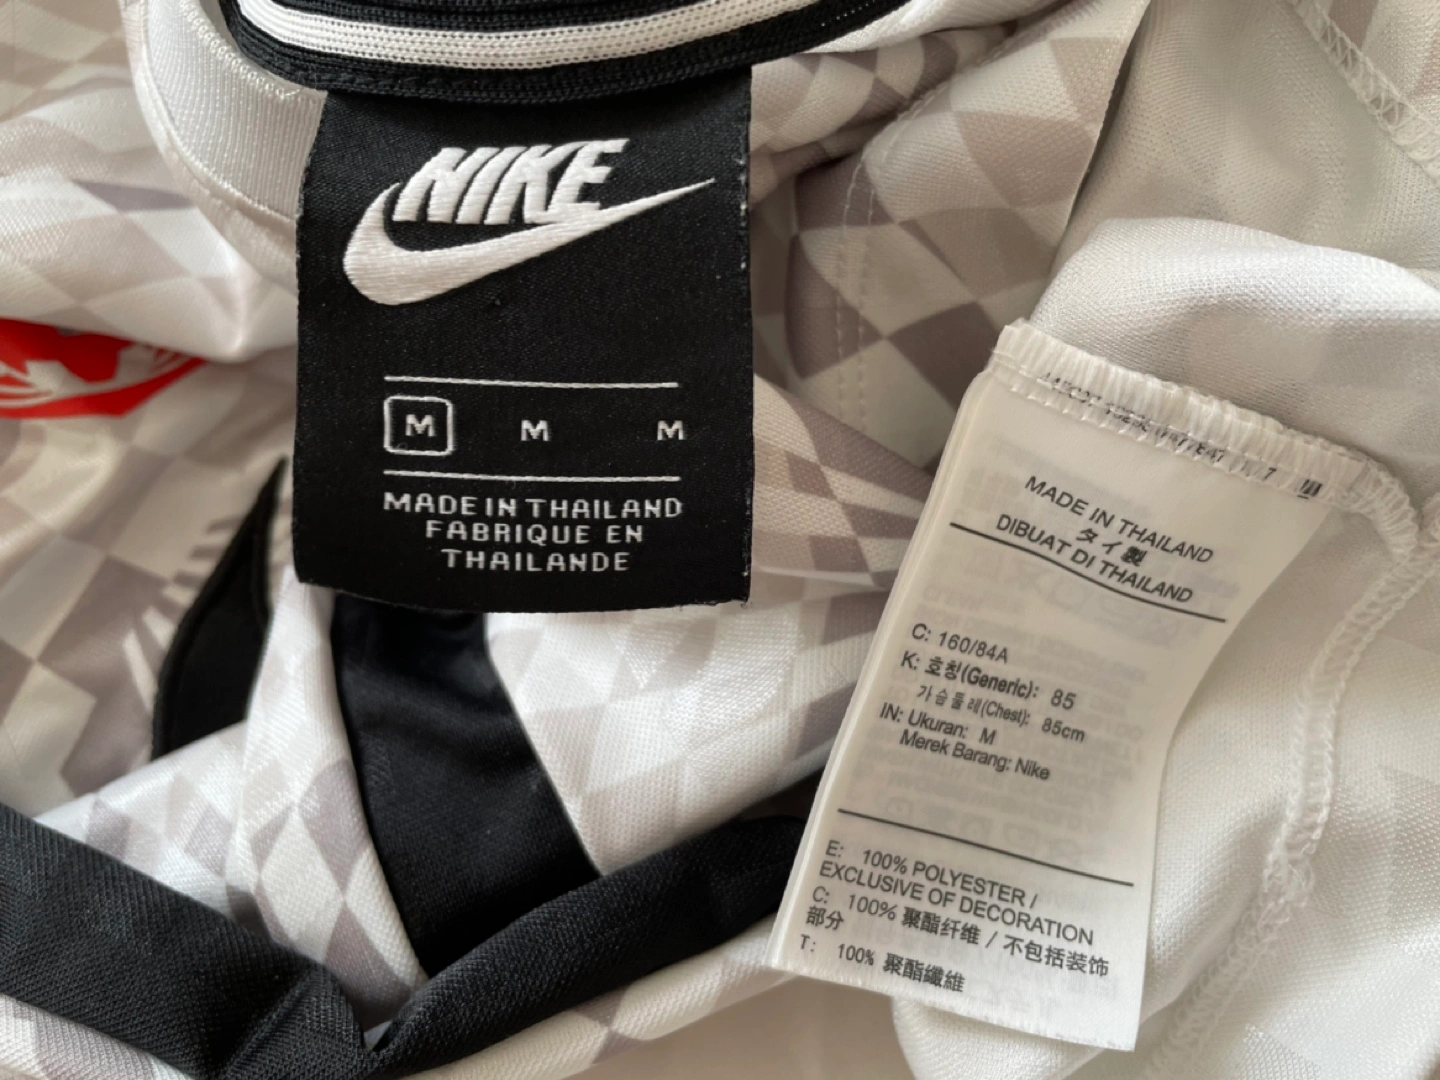 NIKE
M M M
MADE IN THAILAND
FABRIQUE EN
THAILANDE
MADE IN THAILAND
タイ製
DIBUAT DI THAILAND
C: 160/84A
K: 호칭(Generic): 85
가슴둘레(Chest): 85cm
IN: Ukuran: M
Merek Barang: Nike
E: 100% POLYESTER /
EXCLUSIVE OF DECORATION
C: 100% 聚酯纤维 / 不包括装饰
部分
T: 100% 聚酯纖維